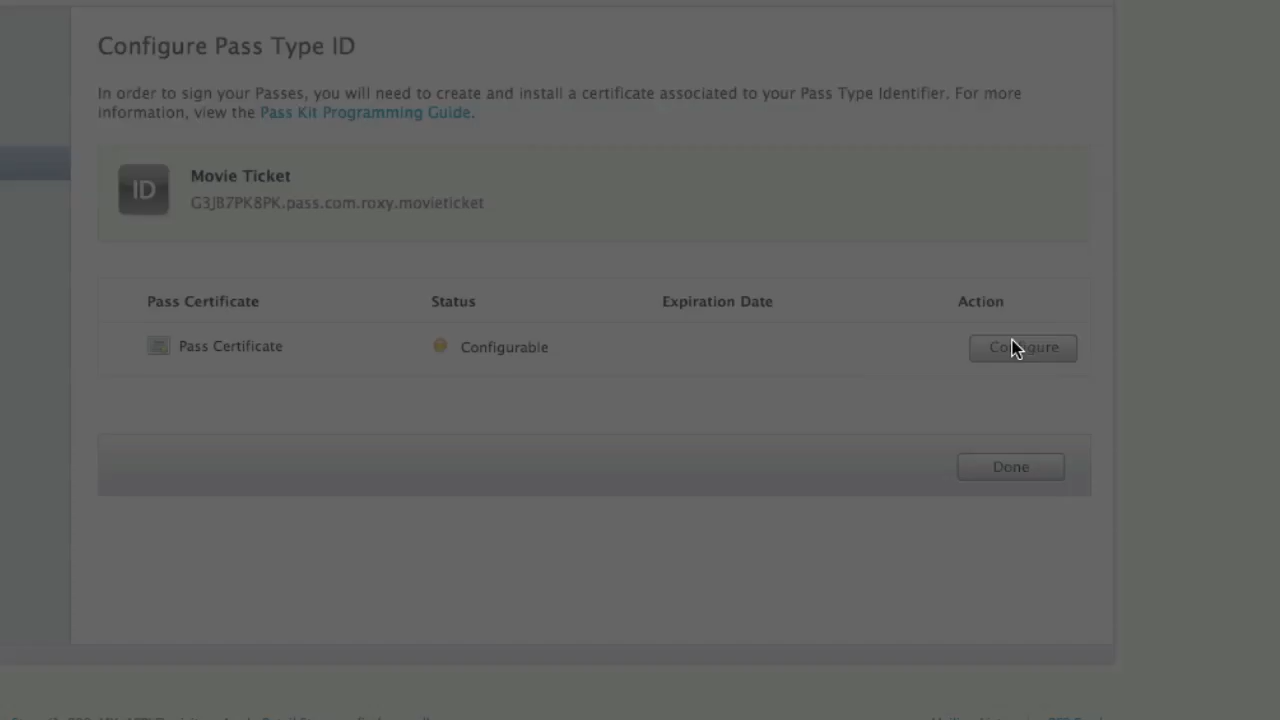 Configure Pass Type ID
In order to sign your Passes, you will need to create and install a certificate associated to your Pass Type Identifier. For more
information, view the Pass Kit Programming Guide.
ID
Movie Ticket
G3JB7PK8PK.pass.com.roxy.movieticket
Pass Certificate Status Expiration Date Action
Pass Certificate Configurable Configure
Done